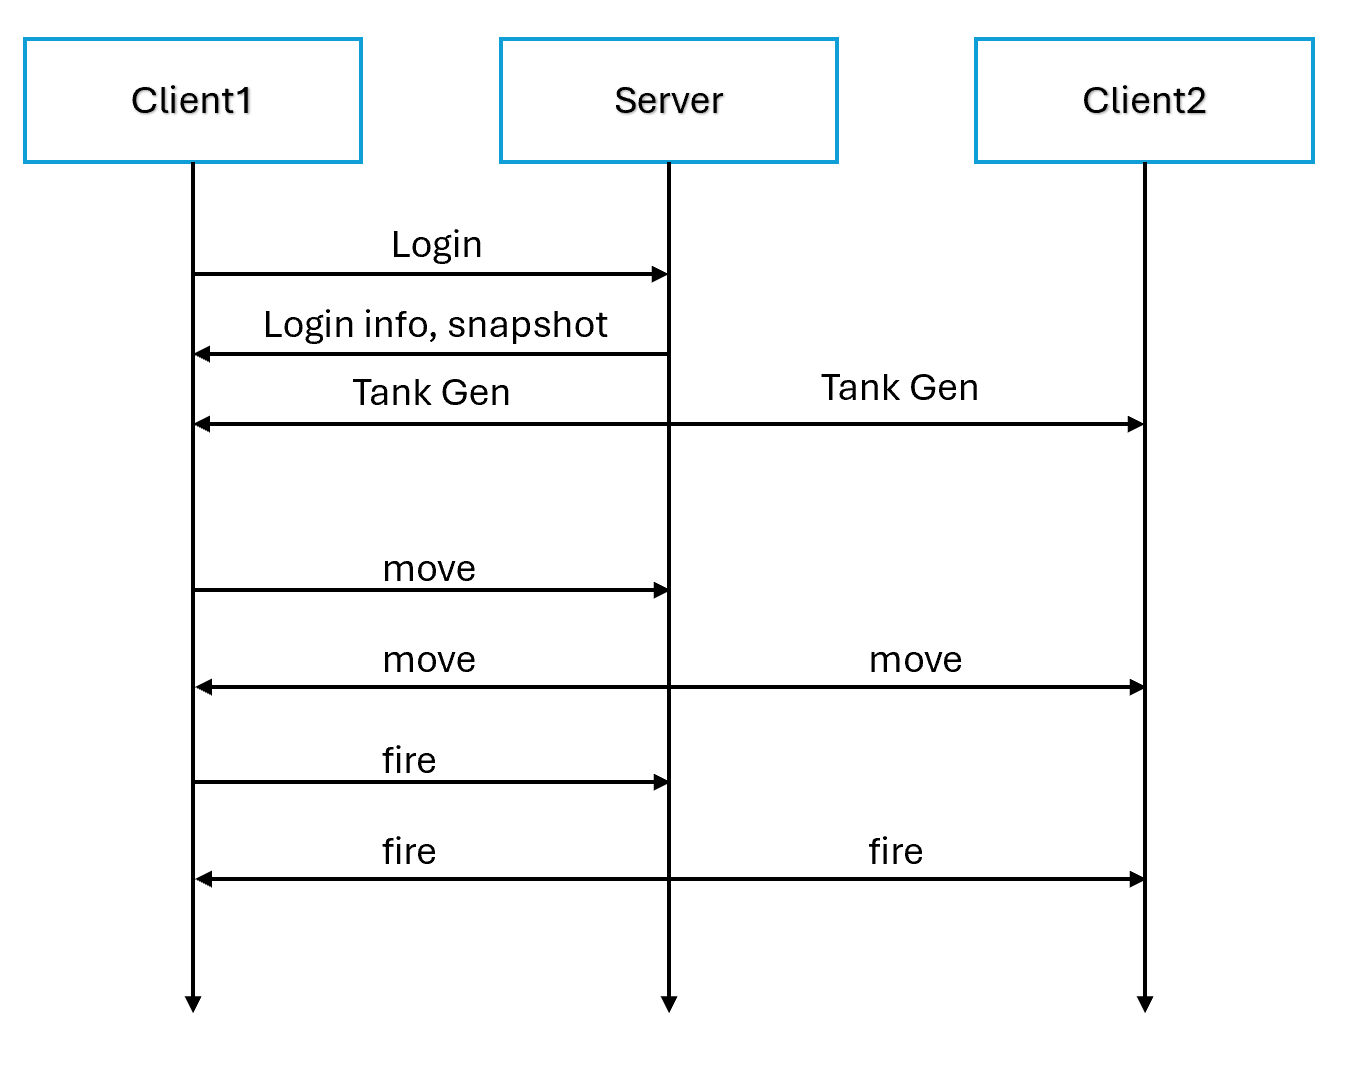 Client1
Server
Client2
Login
Login info, snapshot
Tank Gen
Tank Gen
move
move
move
fire
fire
fire